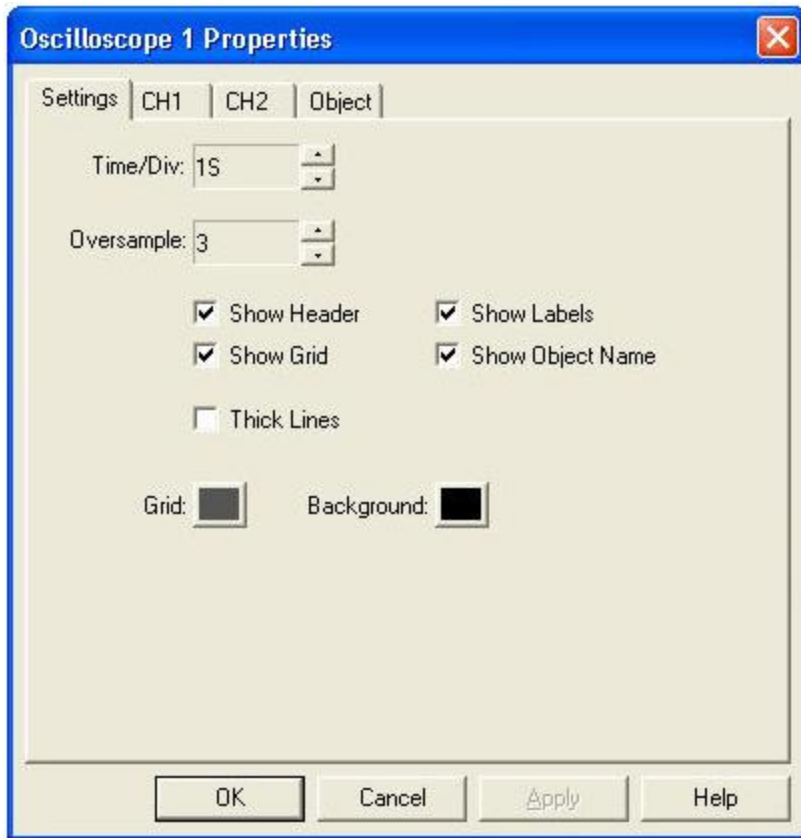 Oscilloscope 1 Properties
Settings CH1 CH2 Object
Time/Div: 1S
Oversample: 3
Show Header Show Labels
Show Grid Show Object Name
Thick Lines
Grid: Background:
OK Cancel Apply Help